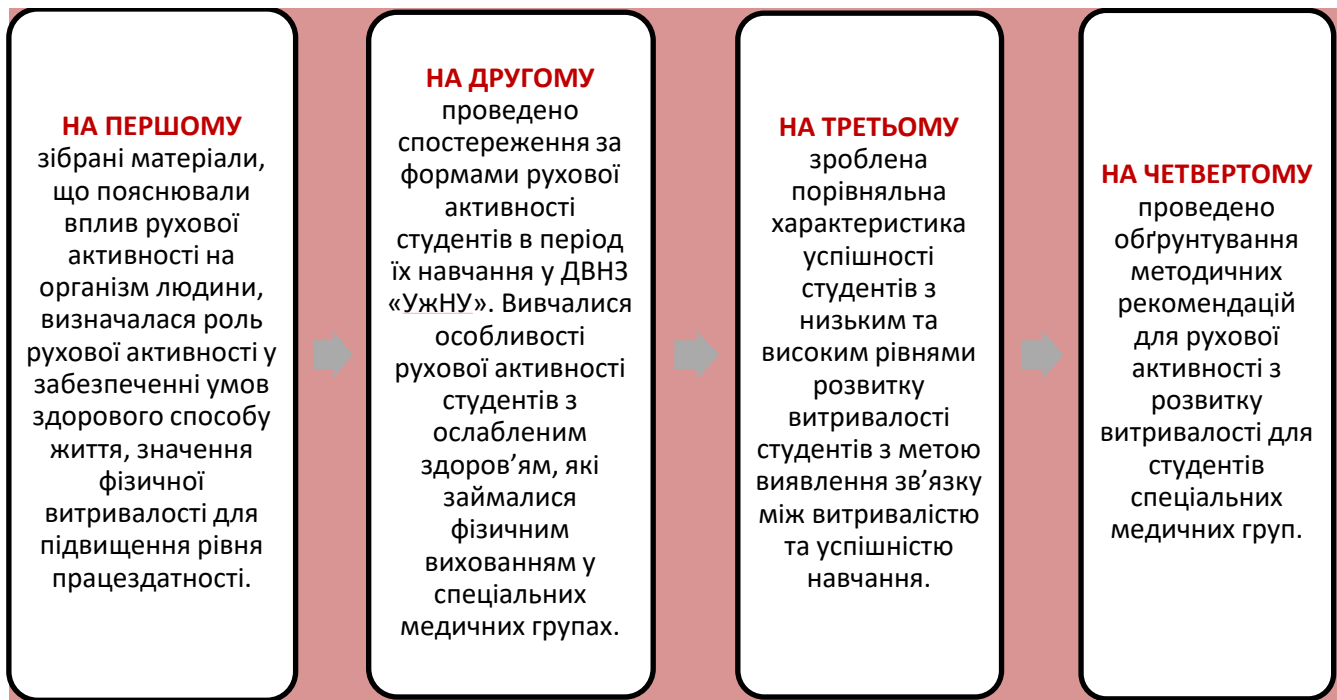 НА ПЕРШОМУ
зібрані матеріали,
що пояснювали
вплив рухової
активності на
організм людини,
визначалася роль
рухової активності у
забезпеченні умов
здорового способу
життя, значення
фізичної
витривалості для
підвищення рівня
працездатності.
НА ДРУГОМУ
проведено
спостереження за
формами рухової
активності
студентів в період
їх навчання у ДВНЗ
«УжНУ». Вивчалися
особливості
рухової активності
студентів з
ослабленим
здоров’ям, які
займалися
фізичним
вихованням у
спеціальних
медичних групах.
НА ТРЕТЬОМУ
зроблена
порівняльна
характеристика
успішності
студентів з
низьким та
високим рівнями
розвитку
витривалості
студентів з метою
виявлення зв’язку
між витривалістю
та успішністю
навчання.
НА ЧЕТВЕРТОМУ
проведено
обґрунтування
методичних
рекомендацій
для рухової
активності з
розвитку
витривалості для
студентів
спеціальних
медичних груп.